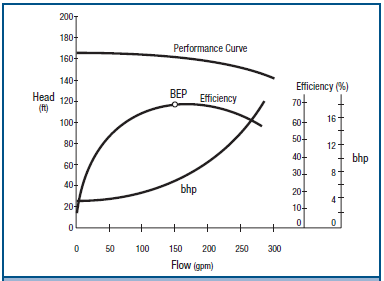 200
180
160
140
120
100
80
60
40
20
0
Head
(ft)
Performance Curve
BEP
Efficiency
bhp
Efficiency (%)
70
60
50
40
30
20
10
0
16
12
8
4
0
bhp
0 50 100 150 200 250 300
Flow (gpm)